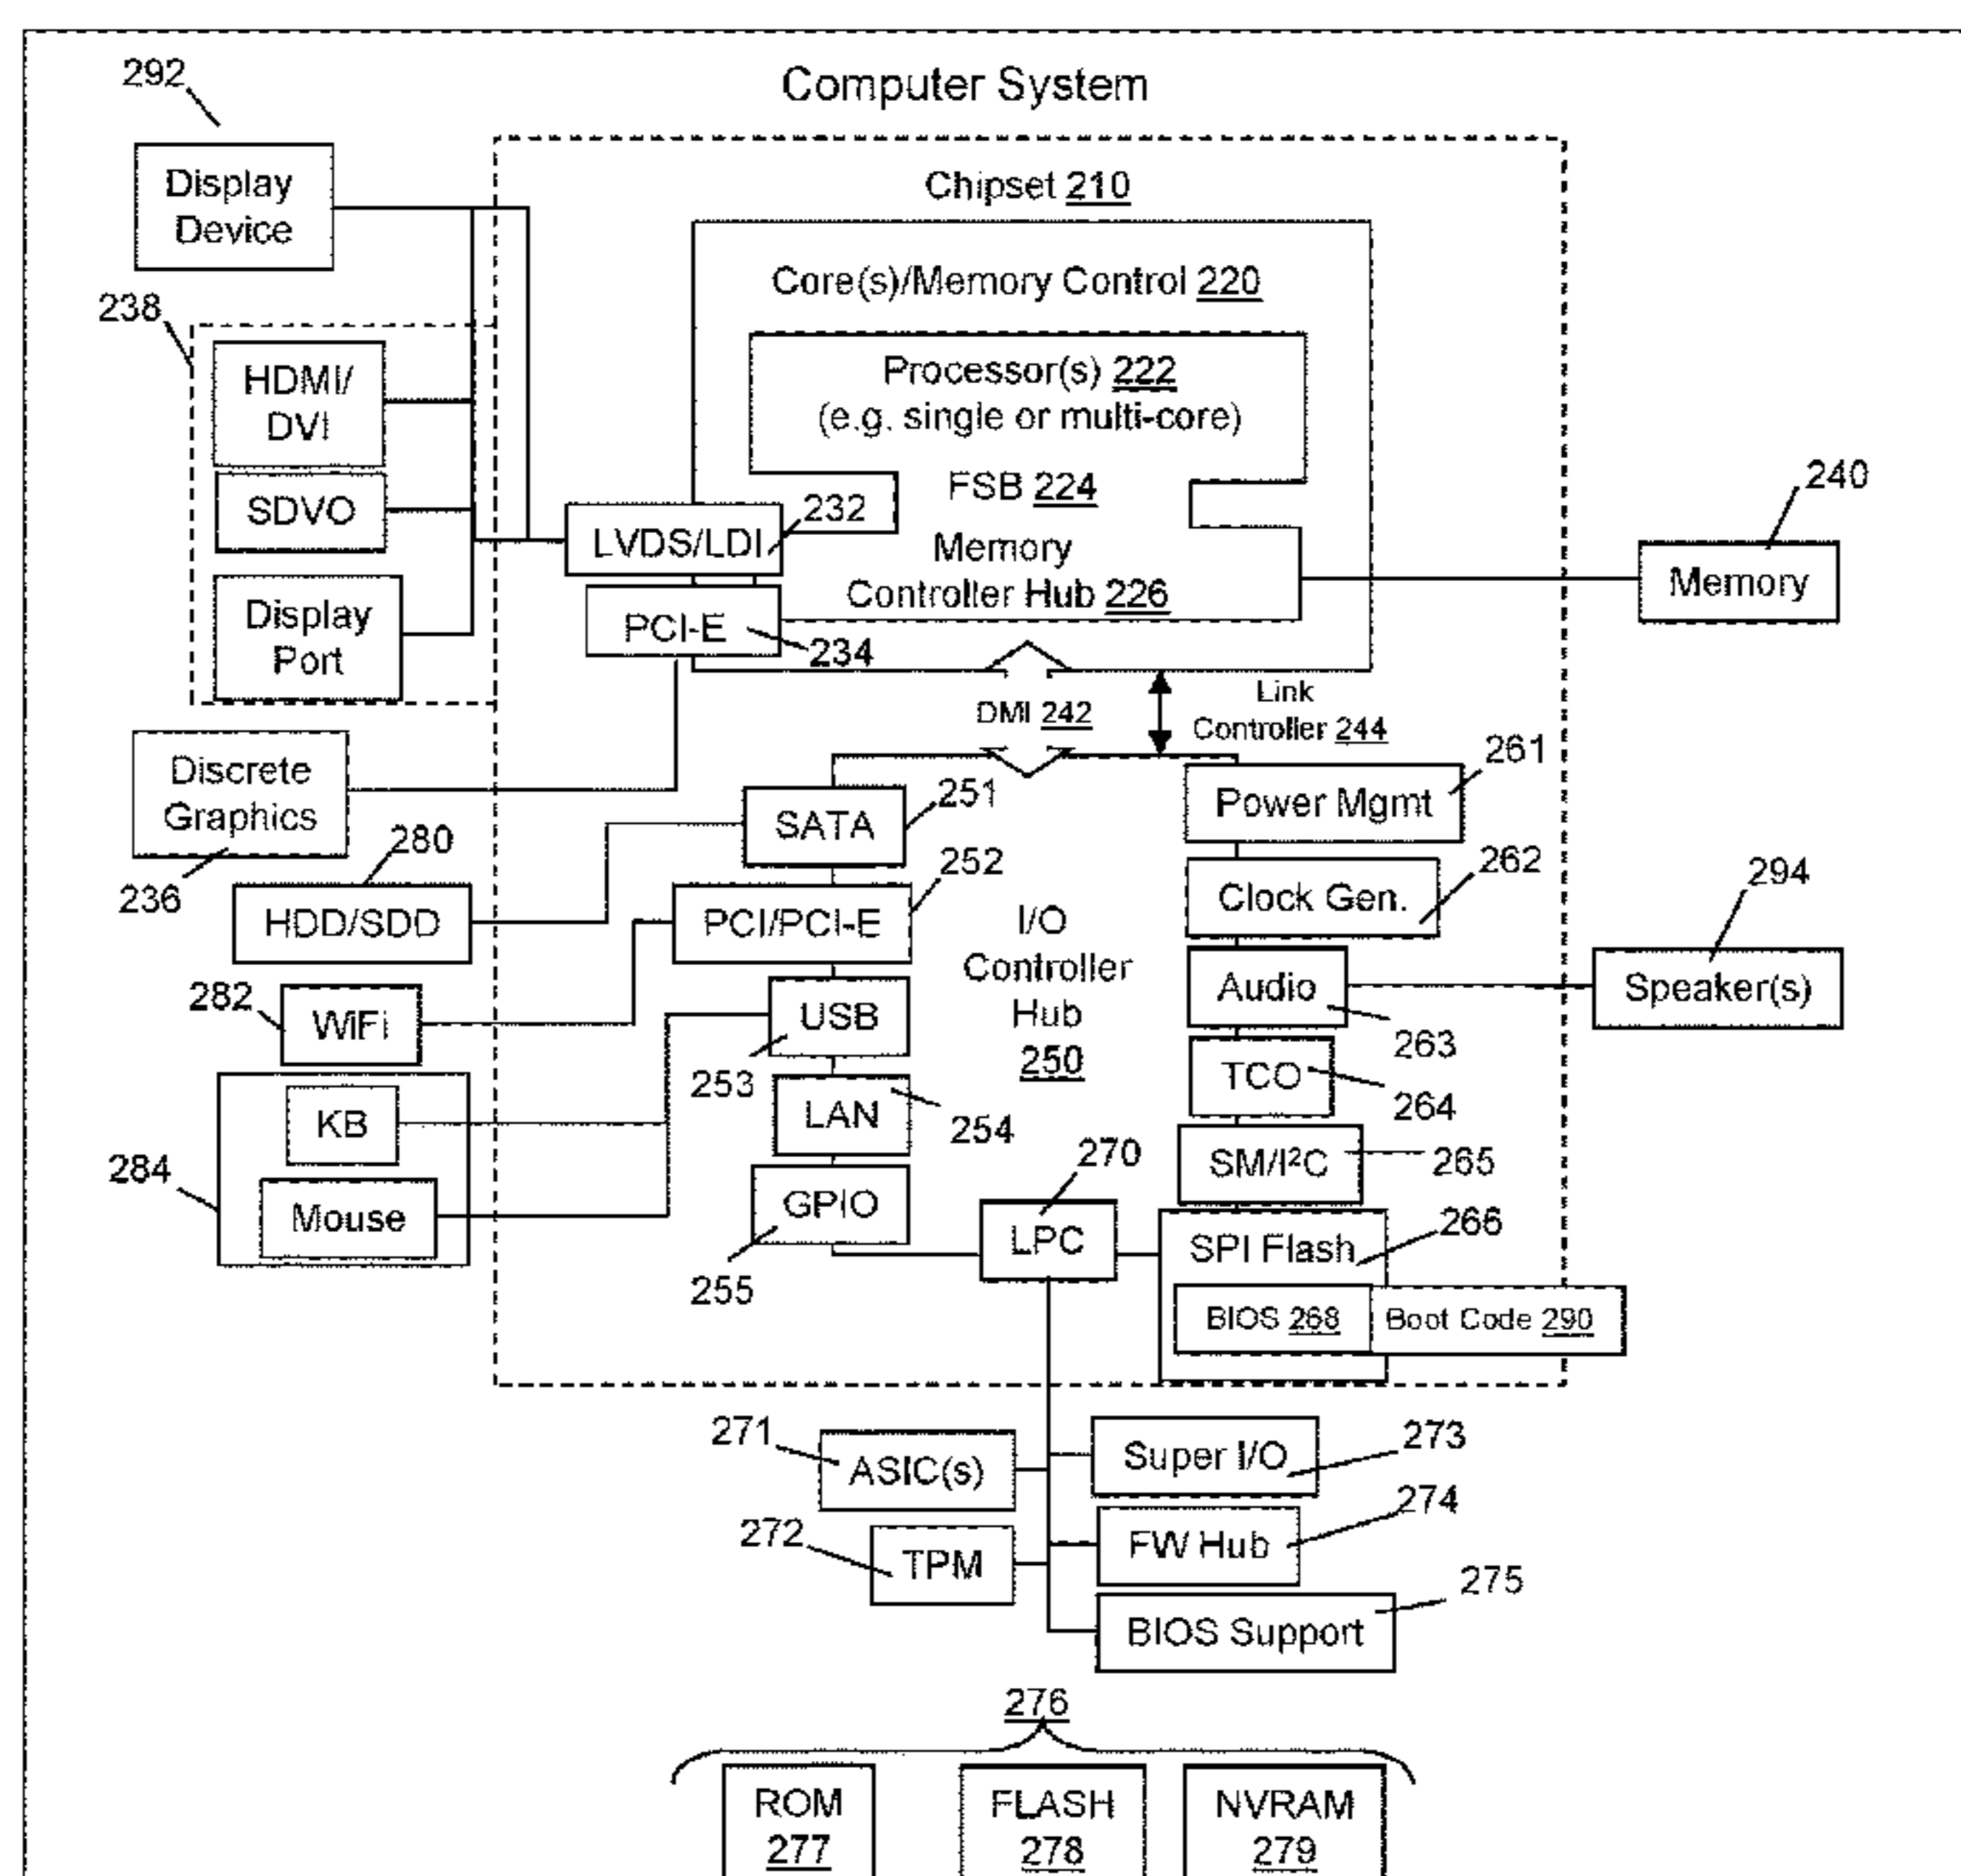 Computer System
292
Display
Device
Chipset 210
Core(s)/Memory Control 220
238
HDMI/
DVI
SDVO
Display
Port
Processor(s) 222
(e.g. single or multi-core)
FSB 224
232
LVDS/LDI
Memory
Controller Hub 226
PCI-E
234
240
Memory
DMI 242
Link
Controller 244
Discrete
Graphics
236
251
SATA
261
Power Mgmt
280
HDD/SDD
252
PCI/PCI-E
262
Clock Gen.
I/O
Controller
Hub
250
294
Speaker(s)
Audio
263
282
WiFi
USB
253
TCO
264
KB
284
Mouse
LAN
254
SM/I²C
265
GPIO
255
270
LPC
SPI Flash
266
BIOS 268
Boot Code 290
271
ASIC(s)
Super I/O
273
272
TPM
FW Hub
274
BIOS Support
275
276
ROM
277
FLASH
278
NVRAM
279